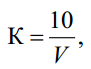 К = 10/V,